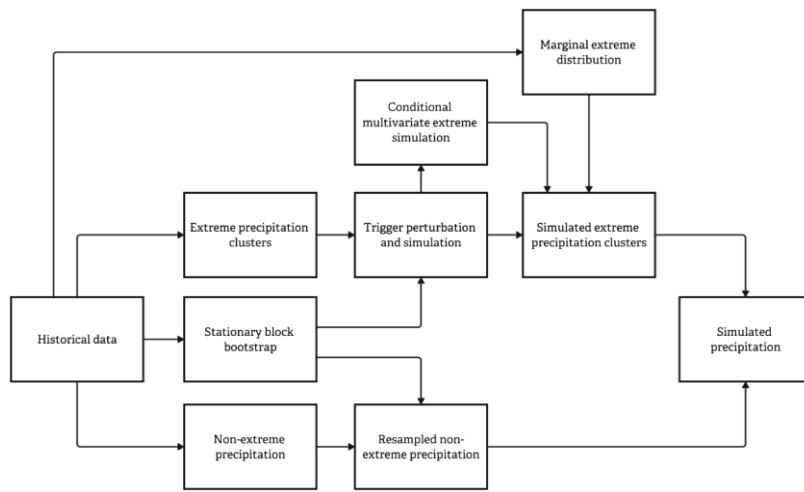 Marginal extreme
distribution
Conditional
multivariate extreme
simulation
Extreme precipitation
clusters
Trigger perturbation
and simulation
Simulated extreme
precipitation clusters
Historical data
Stationary block
bootstrap
Simulated
precipitation
Non-extreme
precipitation
Resampled non-
extreme precipitation